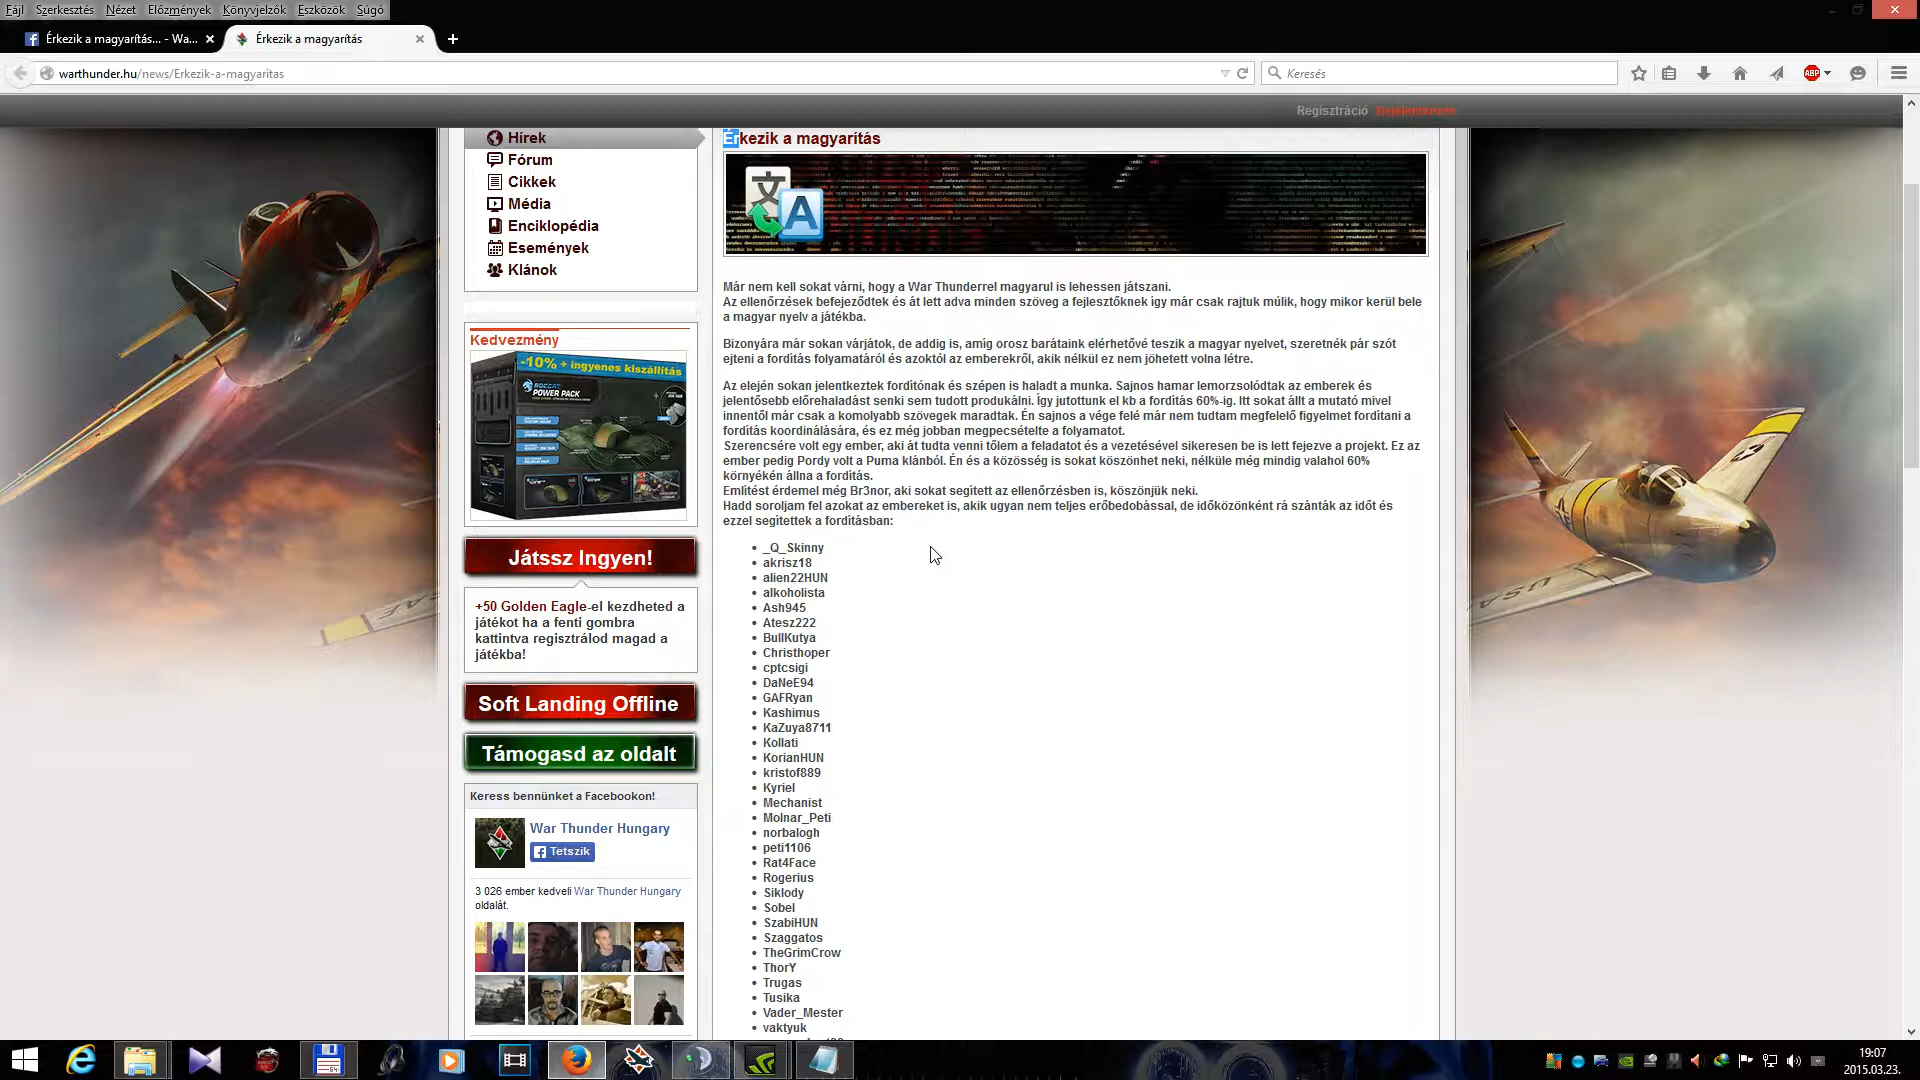 Fájl Szerkesztés Nézet Előzmények Könyvjelzők Eszközök Súgó
Érkezik a magyarítás... - Wa...
Érkezik a magyarítás
warthunder.hu/news/Erkezik-a-magyaritas
Keresés
ABP
Regisztráció Bejelentkezés
Hírek
Fórum
Cikkek
Média
Enciklopédia
Események
Klánok
Kedvezmény
-10% + ingyenes kiszállítás
ROCCAT
POWER PACK
Játssz Ingyen!
+50 Golden Eagle-el kezdheted a
játékot ha a fenti gombra
kattintva regisztrálod magad a
játékba!
Soft Landing Offline
Támogasd az oldalt
Keress bennünket a Facebookon!
War Thunder Hungary
Tetszik
3 026 ember kedveli War Thunder Hungary
oldalát.
Érkezik a magyarítás
文
A
Már nem kell sokat várni, hogy a War Thunderrel magyarul is lehessen játszani.
Az ellenőrzések befejeződtek és át lett adva minden szöveg a fejlesztőknek így már csak rajtuk múlik, hogy mikor kerül bele
a magyar nyelv a játékba.
Bizonyára már sokan várjátok, de addig is, amíg orosz barátaink elérhetővé teszik a magyar nyelvet, szeretnék pár szót
ejteni a fordítás folyamatáról és azoktól az emberekről, akik nélkül ez nem jöhetett volna létre.
Az elején sokan jelentkeztek fordítónak és szépen is haladt a munka. Sajnos hamar lemorzsolódtak az emberek és
jelentősebb előrehaladást senki sem tudott produkálni. Így jutottunk el kb a fordítás 60%-ig. Itt sokat állt a mutató mivel
innentől már csak a komolyabb szövegek maradtak. Én sajnos a vége felé már nem tudtam megfelelő figyelmet fordítani a
fordítás koordinálására, és ez még jobban megpecsételte a folyamatot.
Szerencsére volt egy ember, aki át tudta venni tőlem a feladatot és a vezetésével sikeresen be is lett fejezve a projekt. Ez az
ember pedig Pordy volt a Puma klánból. Én és a közösség is sokat köszönhet neki, nélküle még mindig valahol 60%
környékén állna a fordítás.
Említést érdemel még Br3nor, aki sokat segített az ellenőrzésben is, köszönjük neki.
Hadd soroljam fel azokat az embereket is, akik ugyan nem teljes erőbedobással, de időközönként rá szánták az időt és
ezzel segítettek a fordításban:
_Q_Skinny
akrisz18
alien22HUN
alkoholista
Ash945
Atesz222
BullKutya
Christhoper
cptcsigi
DaNeE94
GAFRyan
Kashimus
KaZuya8711
Kollati
KorianHUN
kristof889
Kyriel
Mechanist
Molnar_Peti
norbalogh
peti1106
Rat4Face
Rogerius
Siklody
Sobel
SzabiHUN
Szaggatos
TheGrimCrow
ThorY
Trugas
Tusika
Vader_Mester
vaktyuk
19:07
2015.03.23.